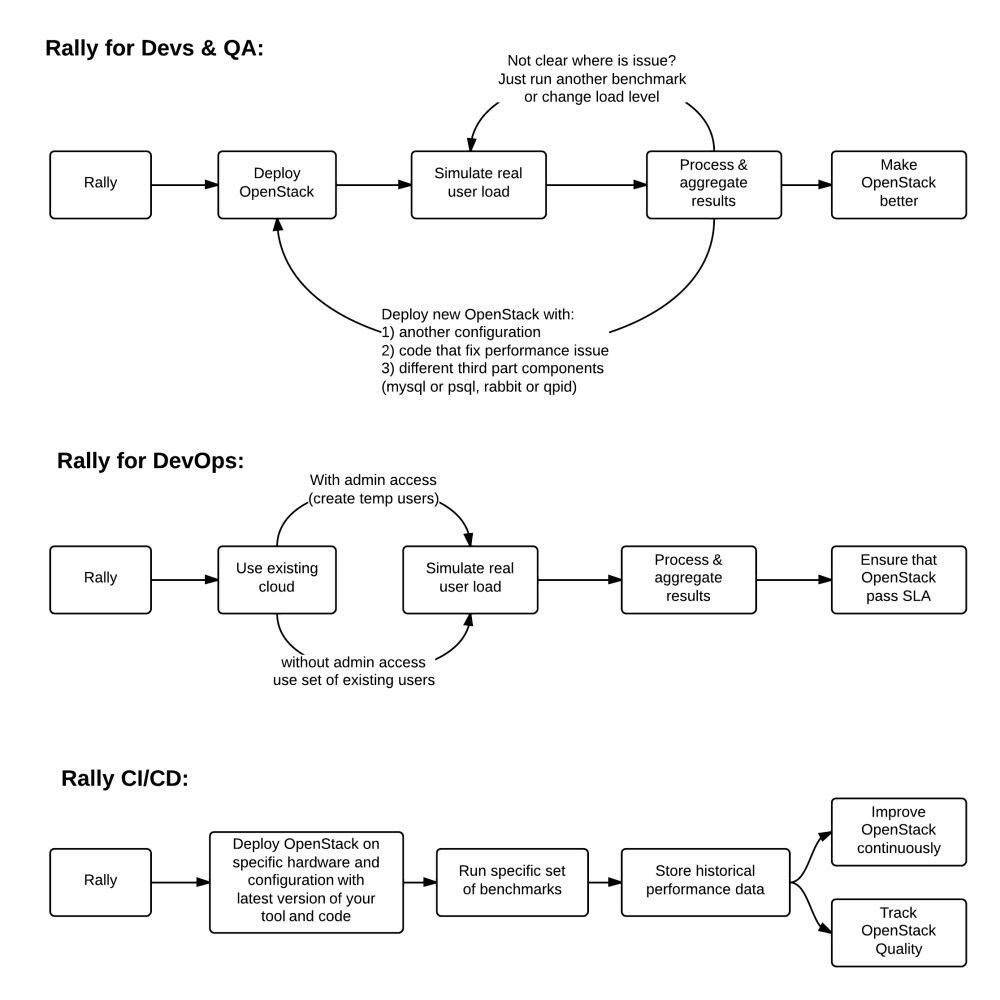 Rally for Devs & QA:
Not clear where is issue?
Just run another benchmark
or change load level
Rally
Deploy
OpenStack
Simulate real
user load
Process &
aggregate
results
Make
OpenStack
better
Deploy new OpenStack with:
1) another configuration
2) code that fix performance issue
3) different third part components
(mysql or psql, rabbit or qpid)
Rally for DevOps:
With admin access
(create temp users)
Rally
Use existing
cloud
Simulate real
user load
Process &
aggregate
results
Ensure that
OpenStack
pass SLA
without admin access
use set of existing users
Rally CI/CD:
Rally
Deploy OpenStack on
specific hardware and
configuration with
latest version of your
tool and code
Run specific set
of benchmarks
Store historical
performance data
Improve
OpenStack
continuously
Track
OpenStack
Quality